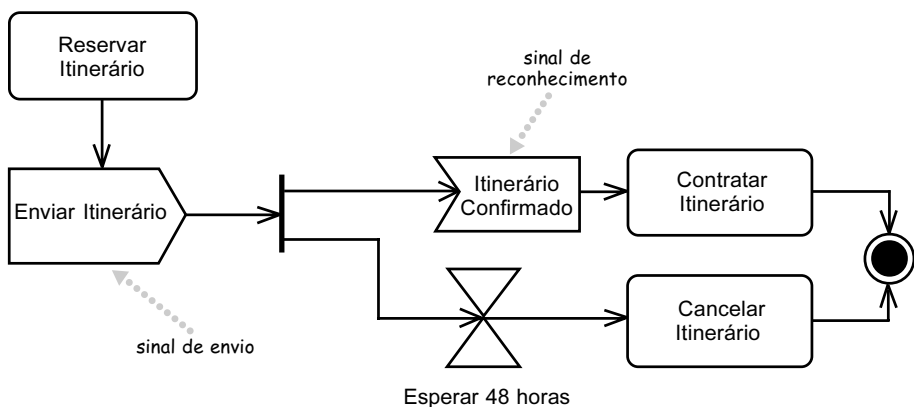 Reservar
Itinerário
sinal de
reconhecimento
Enviar Itinerário
Itinerário
Confirmado
Contratar
Itinerário
sinal de envio
Cancelar
Itinerário
Esperar 48 horas